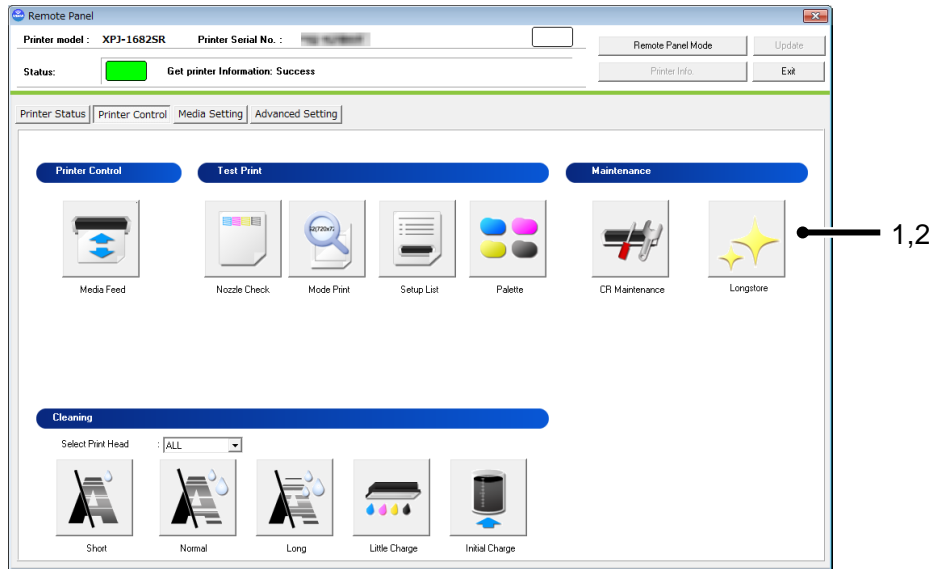 Remote Panel
Printer model : XPJ-1682SR Printer Serial No. :
Remote Panel Mode Update
Status: Get printer Information: Success
Printer Info. Exit
Printer Status Printer Control Media Setting Advanced Setting
Printer Control Test Print Maintenance
1,2
Media Feed Nozzle Check Mode Print Setup List Palette CR Maintenance Longstore
Cleaning
Select Print Head : ALL
Short Normal Long Little Charge Initial Charge